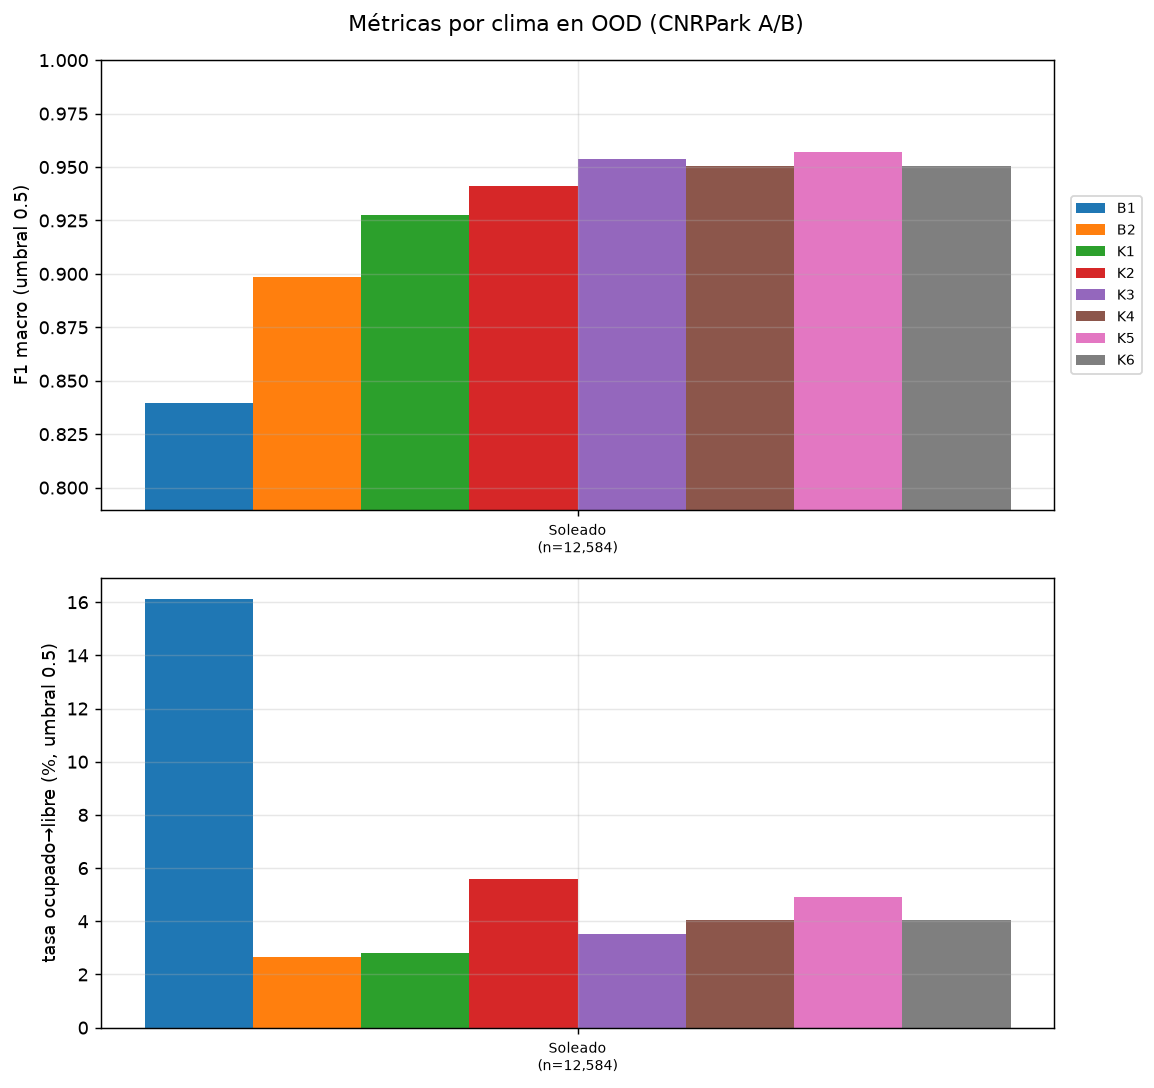 Métricas por clima en OOD (CNRPark A/B)
F1 macro (umbral 0.5)
1.000
0.975
0.950
0.925
0.900
0.875
0.850
0.825
0.800
Soleado
(n=12,584)
B1
B2
K1
K2
K3
K4
K5
K6
tasa ocupado→libre (%, umbral 0.5)
16
14
12
10
8
6
4
2
0
Soleado
(n=12,584)